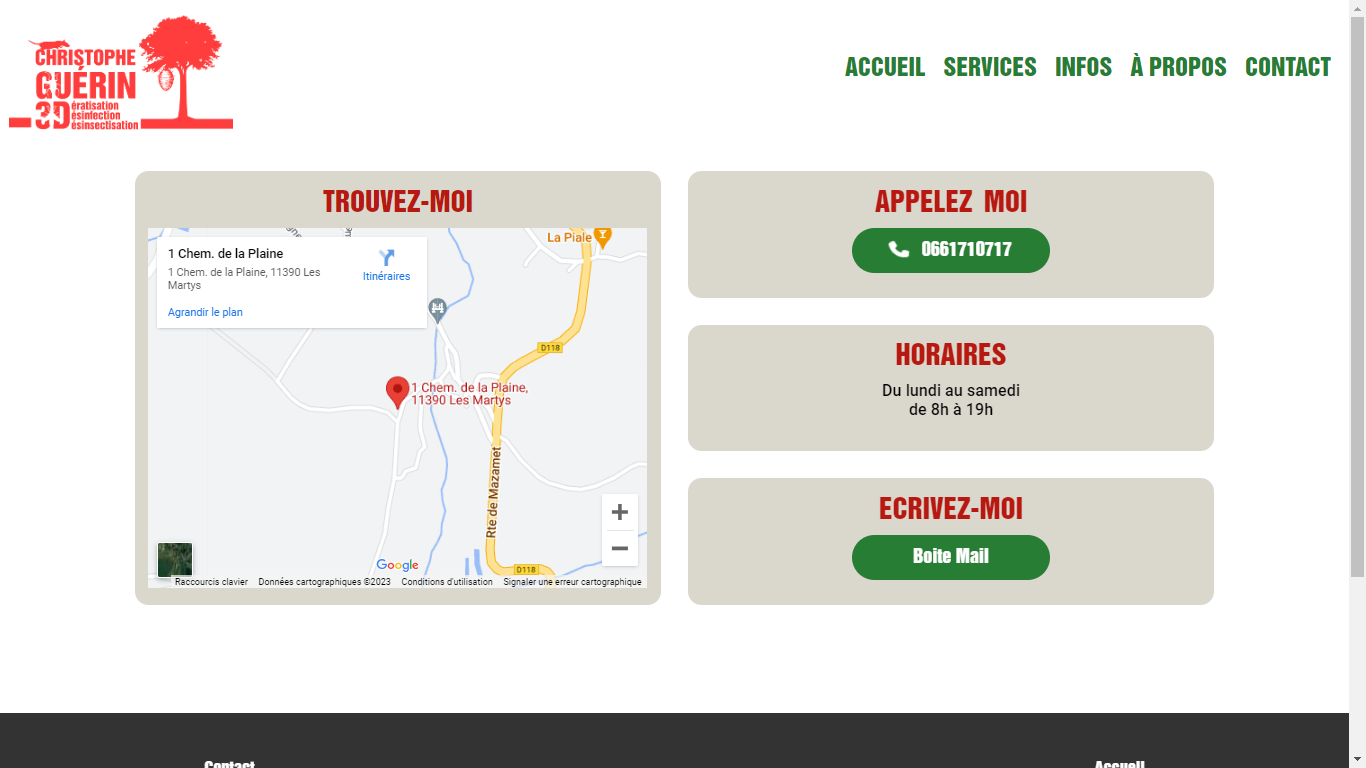 CHRISTOPHE
GUÉRIN
3D ératisation
ésinfection
ésinsectisation
ACCUEIL SERVICES INFOS À PROPOS CONTACT
TROUVEZ-MOI
1 Chem. de la Plaine
1 Chem. de la Plaine, 11390 Les
Martys
Itinéraires
Agrandir le plan
La Piale
D118
1 Chem. de la Plaine,
11390 Les Martys
Rte de Mazamet
D118
Google
Raccourcis clavier Données cartographiques ©2023 Conditions d'utilisation Signaler une erreur cartographique
APPELEZ MOI
0661710717
HORAIRES
Du lundi au samedi
de 8h à 19h
ECRIVEZ-MOI
Boite Mail
Contact
Accueil